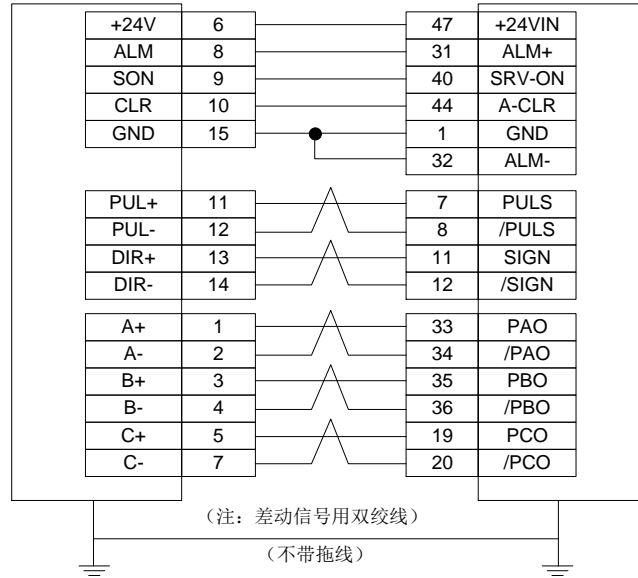 +24V 6 47 +24VIN
ALM 8 31 ALM+
SON 9 40 SRV-ON
CLR 10 44 A-CLR
GND 15 1 GND
32 ALM-
PUL+ 11 7 PULS
PUL- 12 8 /PULS
DIR+ 13 11 SIGN
DIR- 14 12 /SIGN
A+ 1 33 PAO
A- 2 34 /PAO
B+ 3 35 PBO
B- 4 36 /PBO
C+ 5 19 PCO
C- 7 20 /PCO
（注：差动信号用双绞线）
（不带拖线）